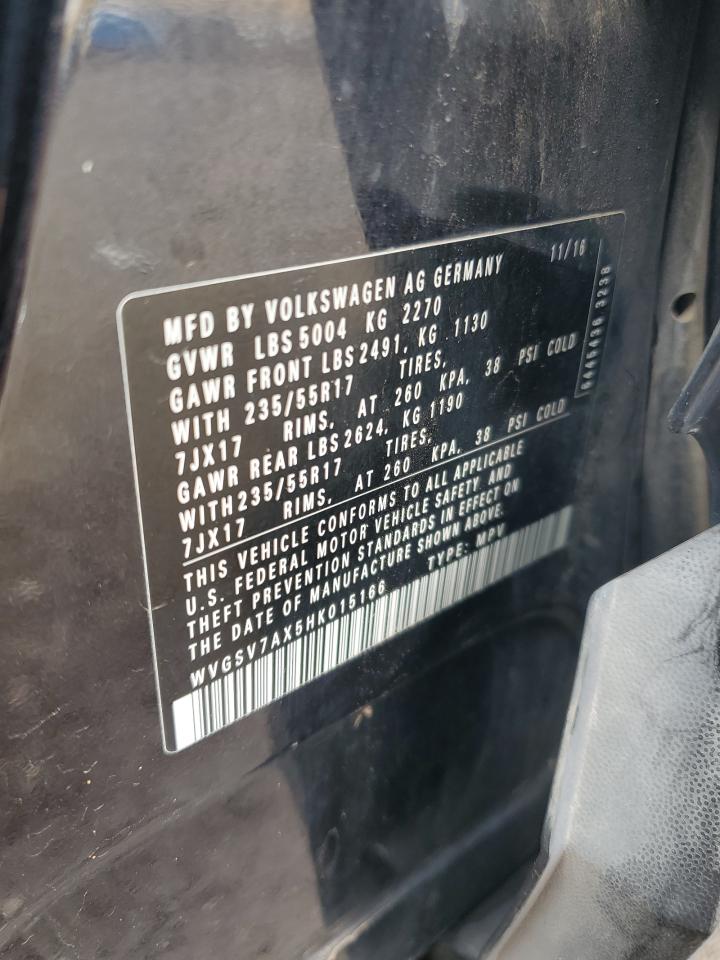 MFD BY VOLKSWAGEN AG GERMANY 11/16
GVWR LBS 5004 KG 2270
GAWR FRONT LBS 2491, KG 1130
WITH 235/55R17 TIRES,
7JX17 RIMS, AT 260 KPA, 38 PSI COLD
GAWR REAR LBS 2624, KG 1190
WITH 235/55R17 TIRES,
7JX17 RIMS, AT 260 KPA, 38 PSI COLD
THIS VEHICLE CONFORMS TO ALL APPLICABLE
U.S. FEDERAL MOTOR VEHICLE SAFETY, AND
THEFT PREVENTION STANDARDS IN EFFECT ON
THE DATE OF MANUFACTURE SHOWN ABOVE.
WVGSV7AX5HK015166 TYPE: MPV